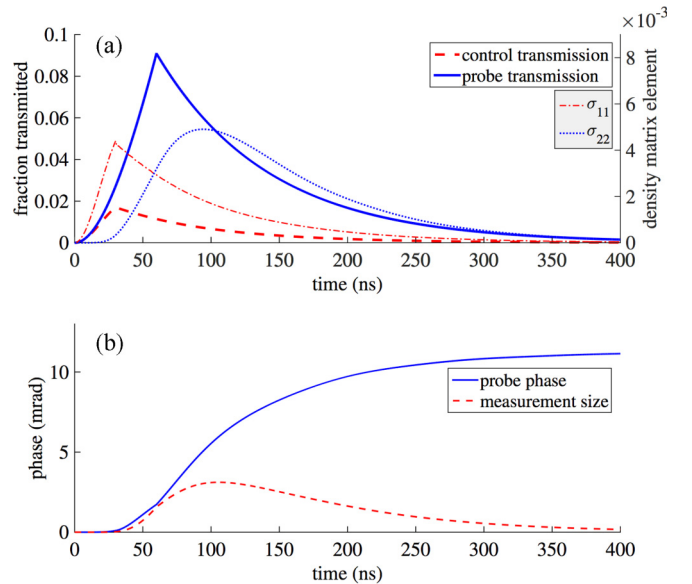 ×10⁻³
(a)
0.1
0.08
0.06
0.04
0.02
0
fraction transmitted
control transmission
probe transmission
σ₁₁
σ₂₂
8
6
4
2
0
density matrix element
0 50 100 150 200 250 300 350 400
time (ns)
(b)
10
5
0
phase (mrad)
probe phase
measurement size
0 50 100 150 200 250 300 350 400
time (ns)